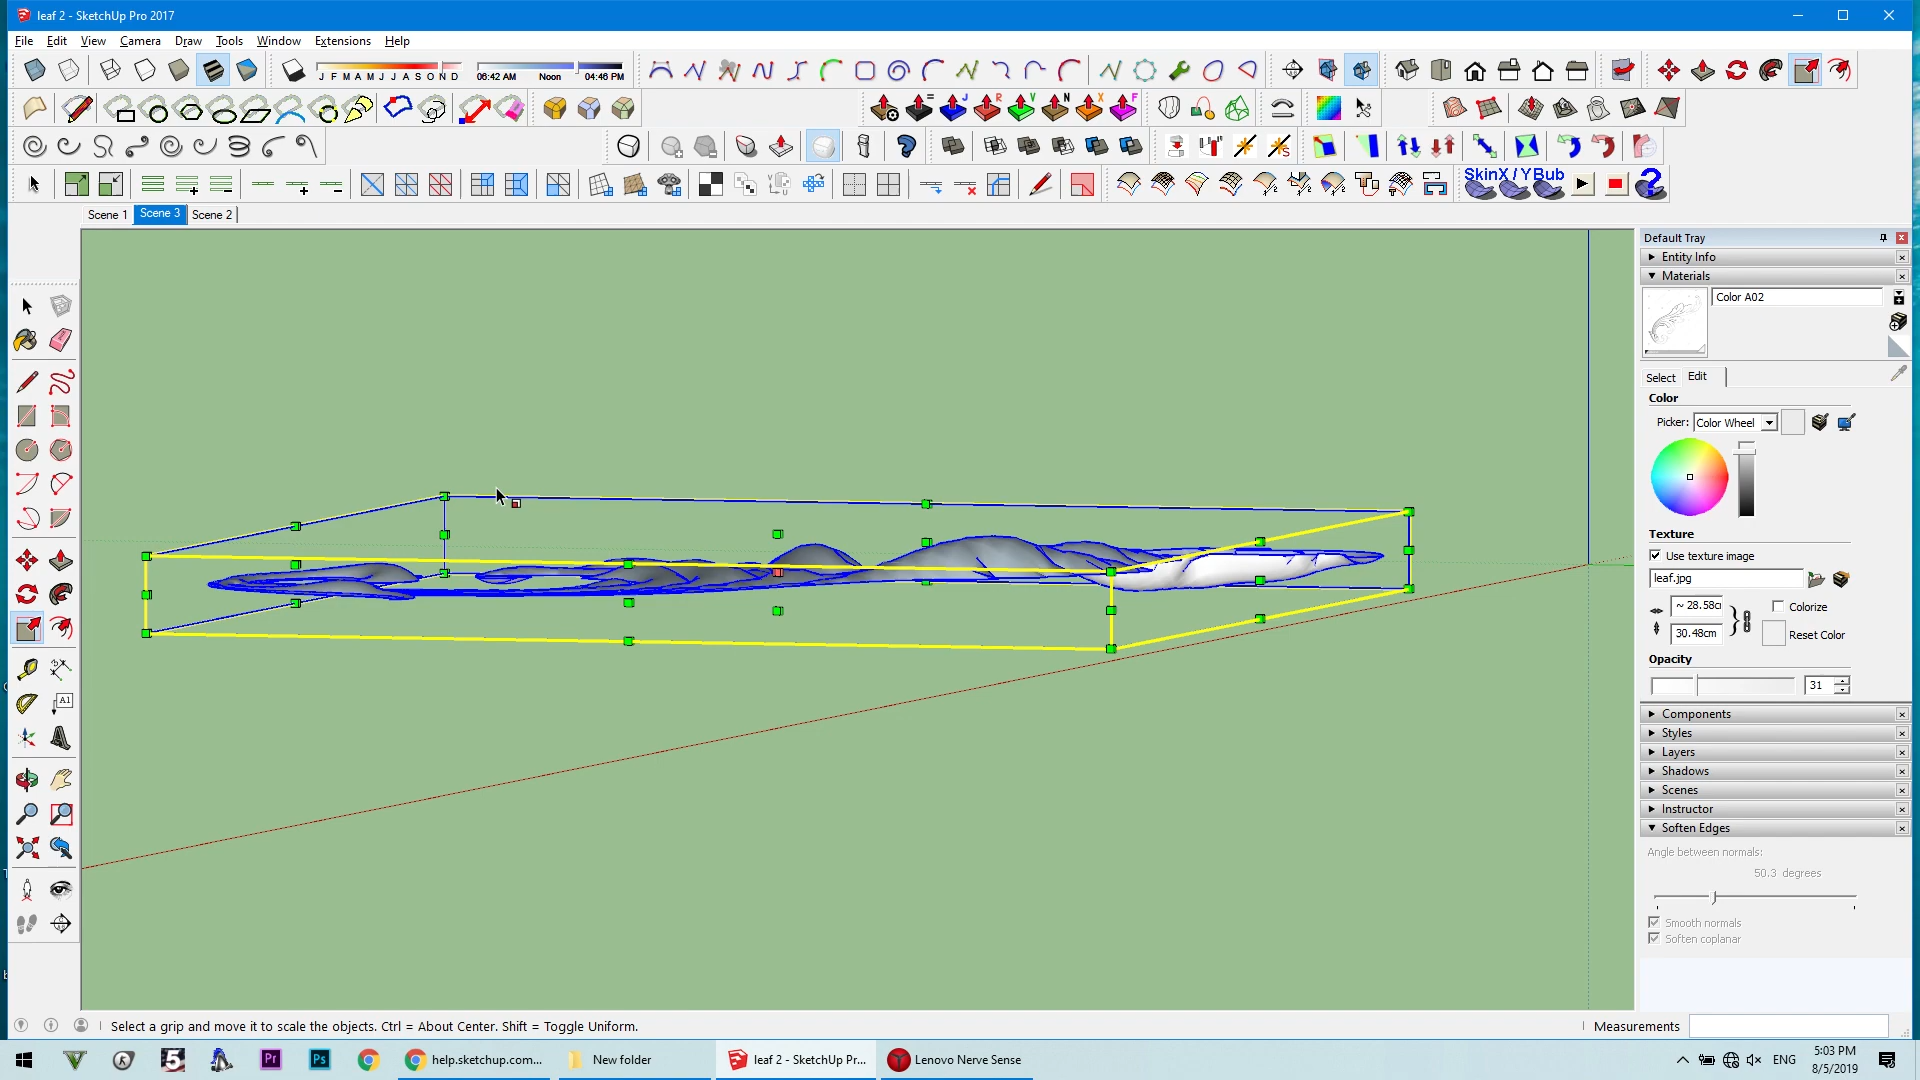 leaf 2 - SketchUp Pro 2017
File Edit View Camera Draw Tools Window Extensions Help
J F M A M J J A S O N D 06:42 AM Noon 04:46 PM
= J R V N X F
S
SkinX / YBub ?
Scene 1 Scene 3 Scene 2
Default Tray
Entity Info
Materials
Color A02
Select Edit
Color
Picker: Color Wheel
Texture
Use texture image
leaf.jpg
~ 28.58c
Colorize
30.48cm
Reset Color
Opacity
31
Components
Styles
Layers
Shadows
Scenes
Instructor
Soften Edges
Angle between normals:
50.3 degrees
Smooth normals
Soften coplanar
A1
Select a grip and move it to scale the objects. Ctrl = About Center. Shift = Toggle Uniform.
Measurements
5 Pr Ps help.sketchup.com... New folder leaf 2 - SketchUp Pr... Lenovo Nerve Sense
ENG
5:03 PM
8/5/2019